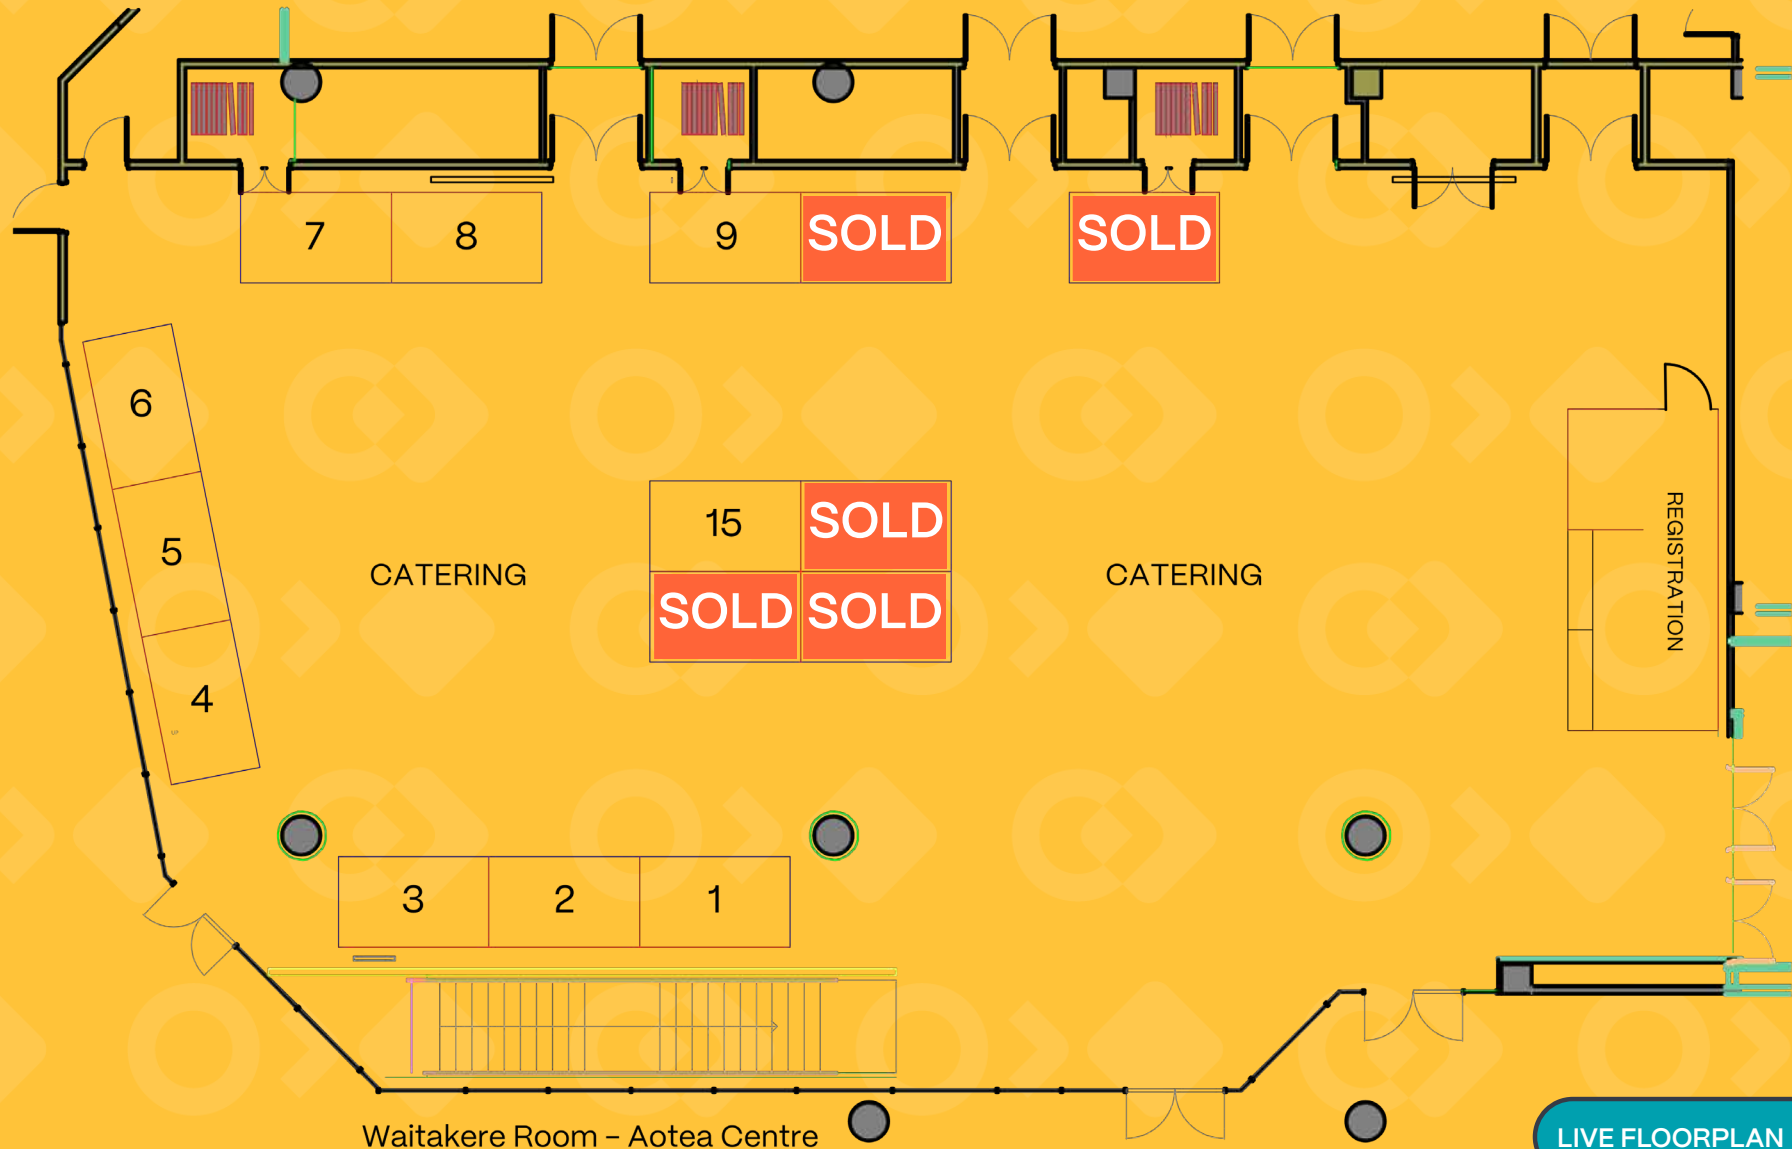 7
8
9
SOLD
SOLD
6
5
4
15
SOLD
SOLD
SOLD
CATERING
CATERING
REGISTRATION
3
2
1
Waitakere Room – Aotea Centre
LIVE FLOORPLAN